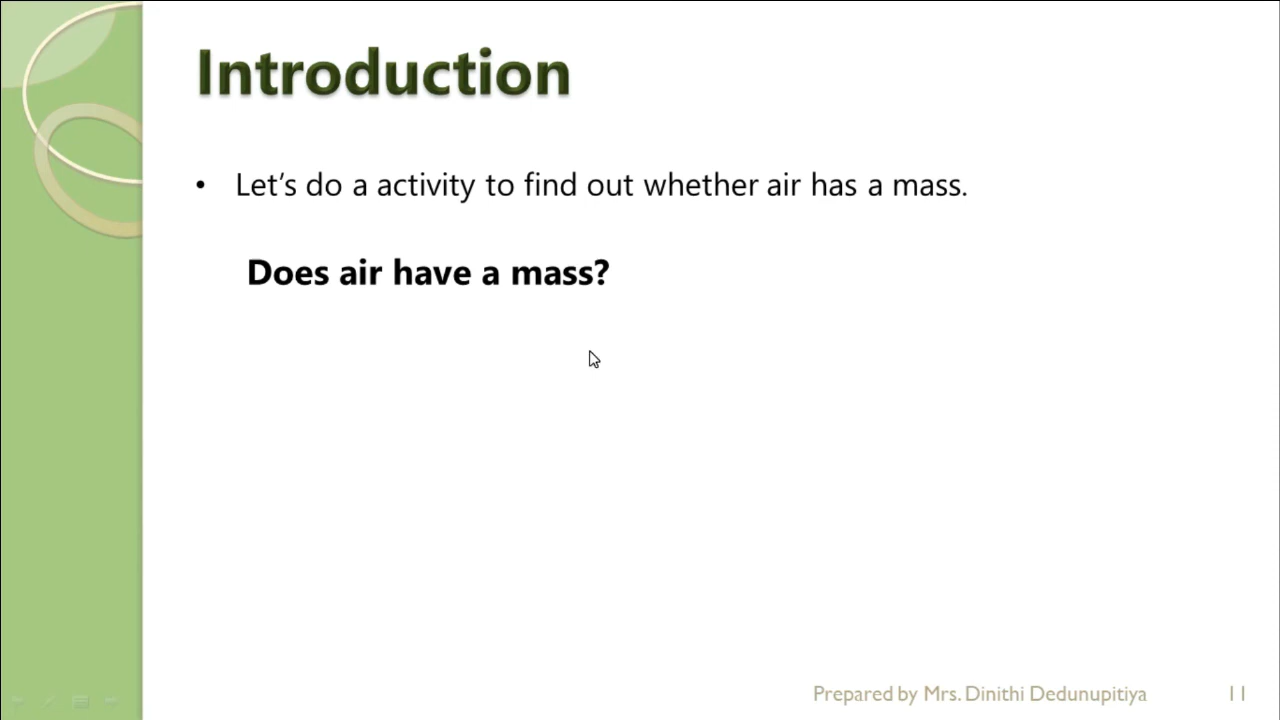 Introduction
• Let's do a activity to find out whether air has a mass.
Does air have a mass?
Prepared by Mrs. Dinithi Dedunupitiya 11